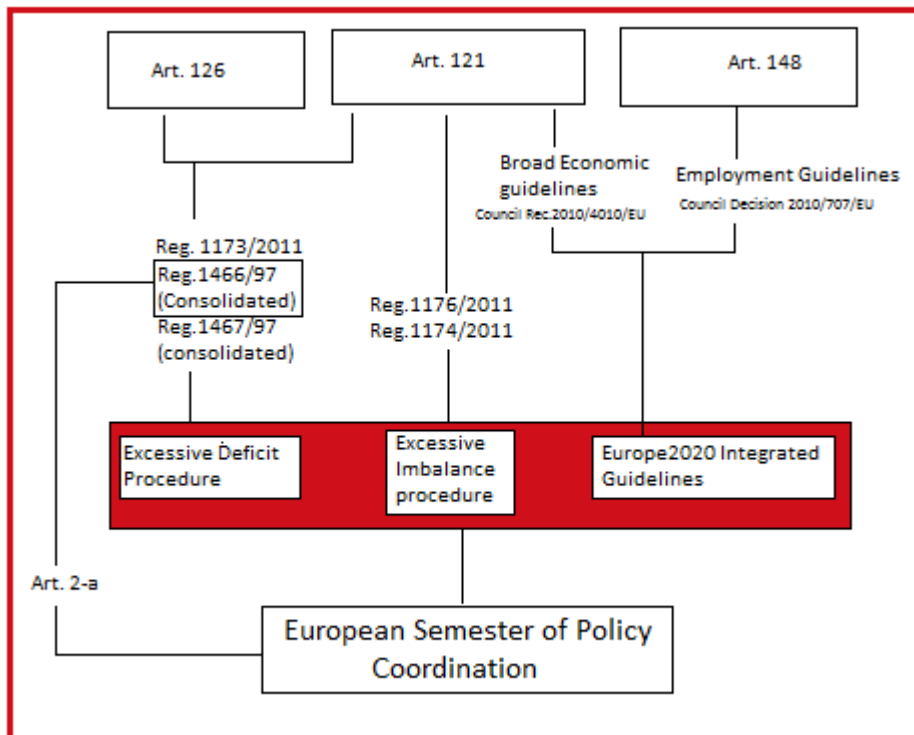 Art. 126
Art. 121
Art. 148
Broad Economic
guidelines
Council Rec.2010/4010/EU
Employment Guidelines
Council Decision 2010/707/EU
Reg. 1173/2011
Reg.1466/97
(Consolidated)
Reg.1467/97
(consolidated)
Reg.1176/2011
Reg.1174/2011
Excessive Deficit
Procedure
Excessive
Imbalance
procedure
Europe2020 Integrated
Guidelines
Art. 2-a
European Semester of Policy
Coordination